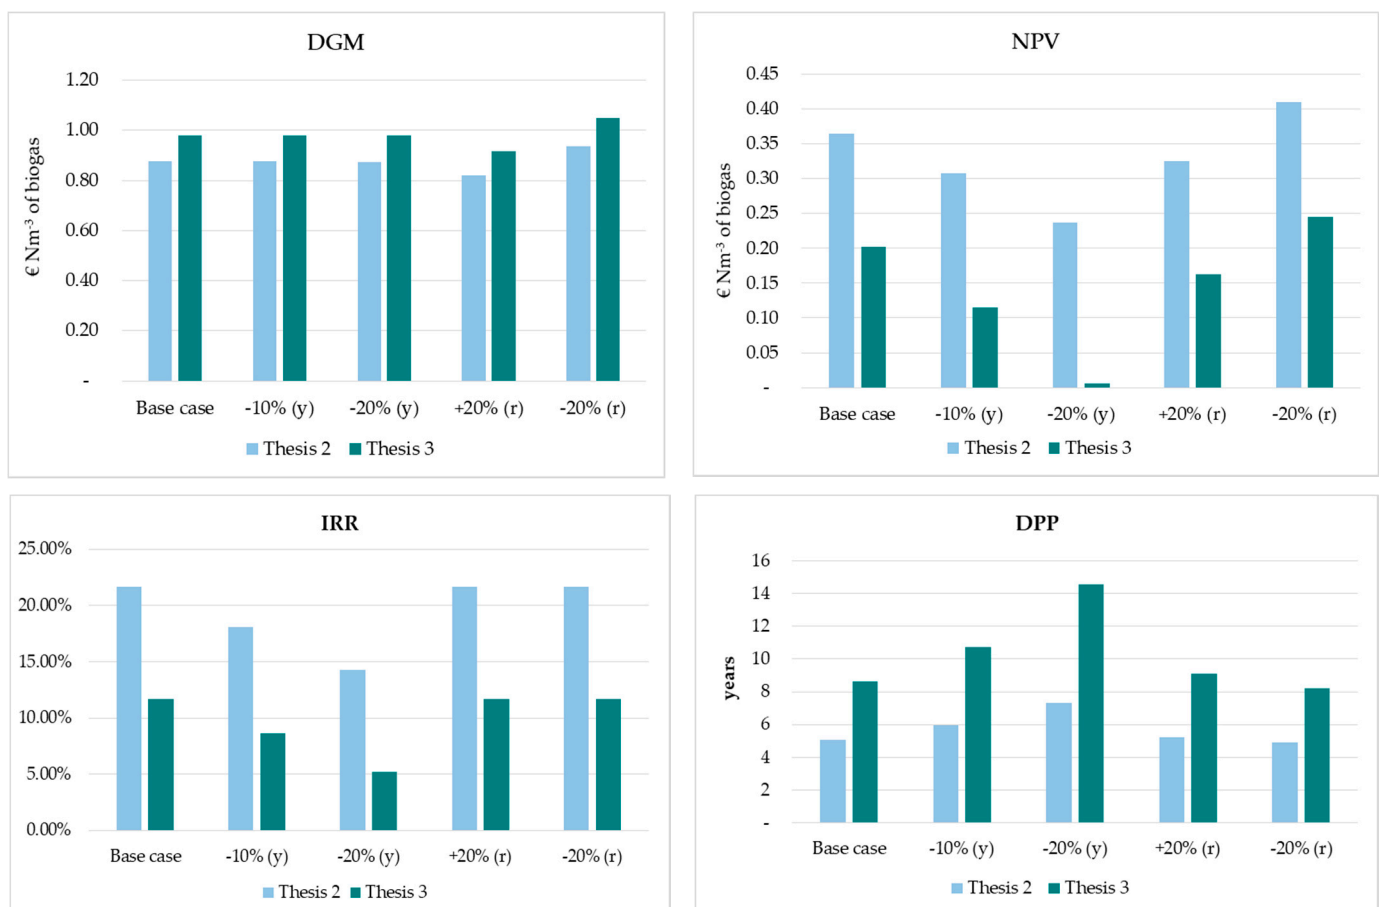 DGM
€ Nm-3 of biogas
1.20
1.00
0.80
0.60
0.40
0.20
-
Base case -10% (y) -20% (y) +20% (r) -20% (r)
Thesis 2 Thesis 3
NPV
€ Nm-3 of biogas
0.45
0.40
0.35
0.30
0.25
0.20
0.15
0.10
0.05
-
Base case -10% (y) -20% (y) +20% (r) -20% (r)
Thesis 2 Thesis 3
IRR
25.00%
20.00%
15.00%
10.00%
5.00%
0.00%
Base case -10% (y) -20% (y) +20% (r) -20% (r)
Thesis 2 Thesis 3
DPP
years
16
14
12
10
8
6
4
2
-
Base case -10% (y) -20% (y) +20% (r) -20% (r)
Thesis 2 Thesis 3